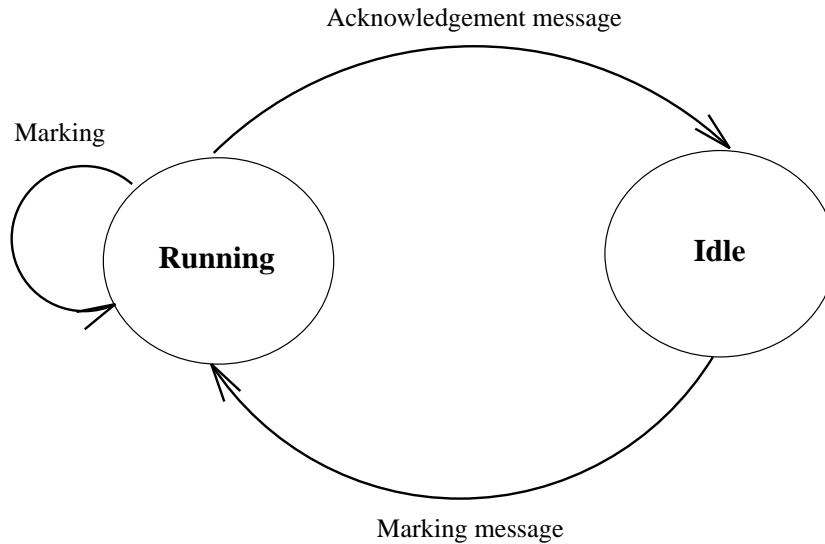 Acknowledgement message
Marking
Running
Idle
Marking message